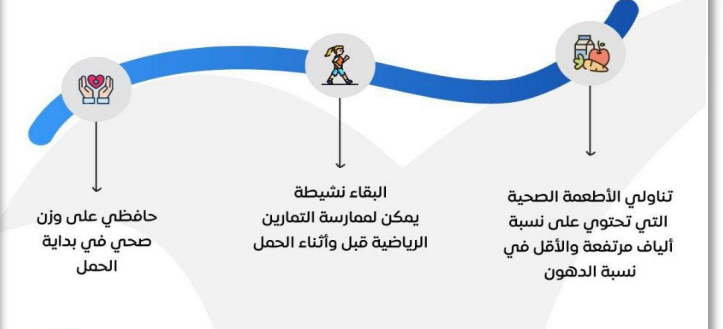 تناولي الأطعمة الصحية
التي تحتوي على نسبة
ألياف مرتفعة والأقل في
نسبة الدهون
البقاء نشيطة
يمكن لممارسة التمارين
الرياضية قبل وأثناء الحمل
حافظي على وزن
صحي في بداية
الحمل